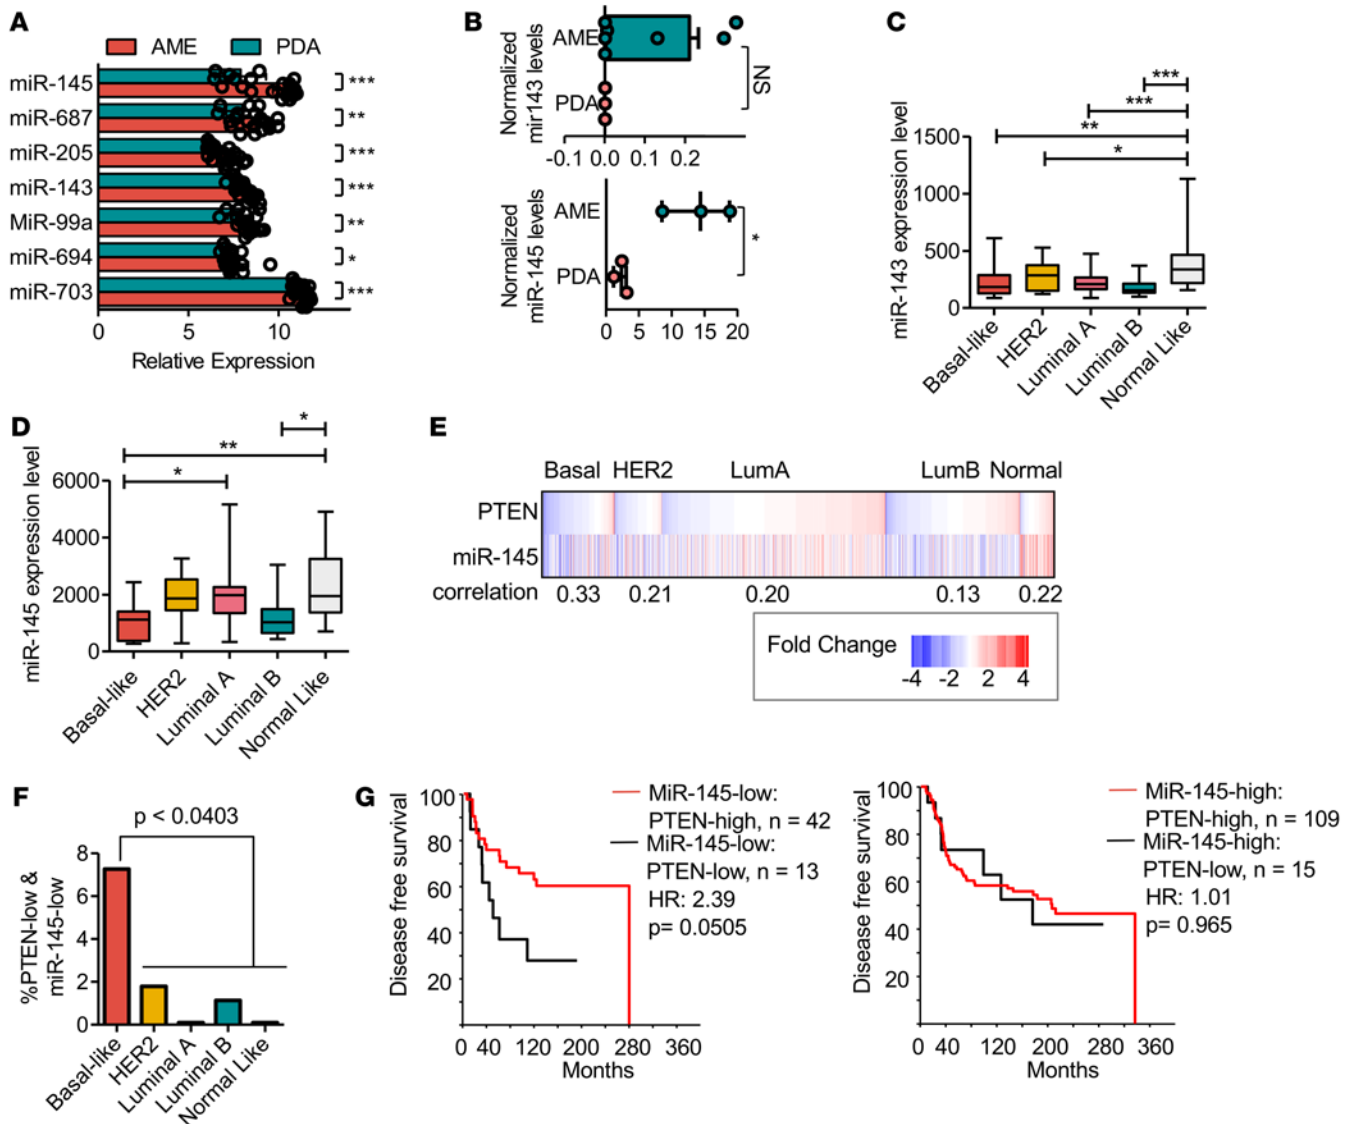 A
AME PDA
miR-145 ***
miR-687 **
miR-205 ***
miR-143 ***
MiR-99a **
miR-694 *
miR-703 ***
0 5 10
Relative Expression
B
Normalized
mir143 levels
AME
PDA
NS
-0.1 0.0 0.1 0.2
Normalized
miR-145 levels
AME
PDA
*
0 5 10 15 20
C
miR-143 expression level
***
***
**
*
1500
1000
500
0
Basal-like
HER2
Luminal A
Luminal B
Normal Like
D
miR-145 expression level
*
**
*
6000
4000
2000
0
Basal-like
HER2
Luminal A
Luminal B
Normal Like
E
Basal HER2 LumA LumB Normal
PTEN
miR-145
correlation 0.33 0.21 0.20 0.13 0.22
Fold Change
-4 -2 2 4
F
%PTEN-low &
miR-145-low
p < 0.0403
8
6
4
2
0
Basal-like
HER2
Luminal A
Luminal B
Normal Like
G
Disease free survival
100
80
60
40
20
0 40 120 200 280 360
Months
MiR-145-low:
PTEN-high, n = 42
MiR-145-low:
PTEN-low, n = 13
HR: 2.39
p= 0.0505
Disease free survival
100
80
60
40
20
0 40 120 200 280 360
Months
MiR-145-high:
PTEN-high, n = 109
MiR-145-high:
PTEN-low, n = 15
HR: 1.01
p= 0.965